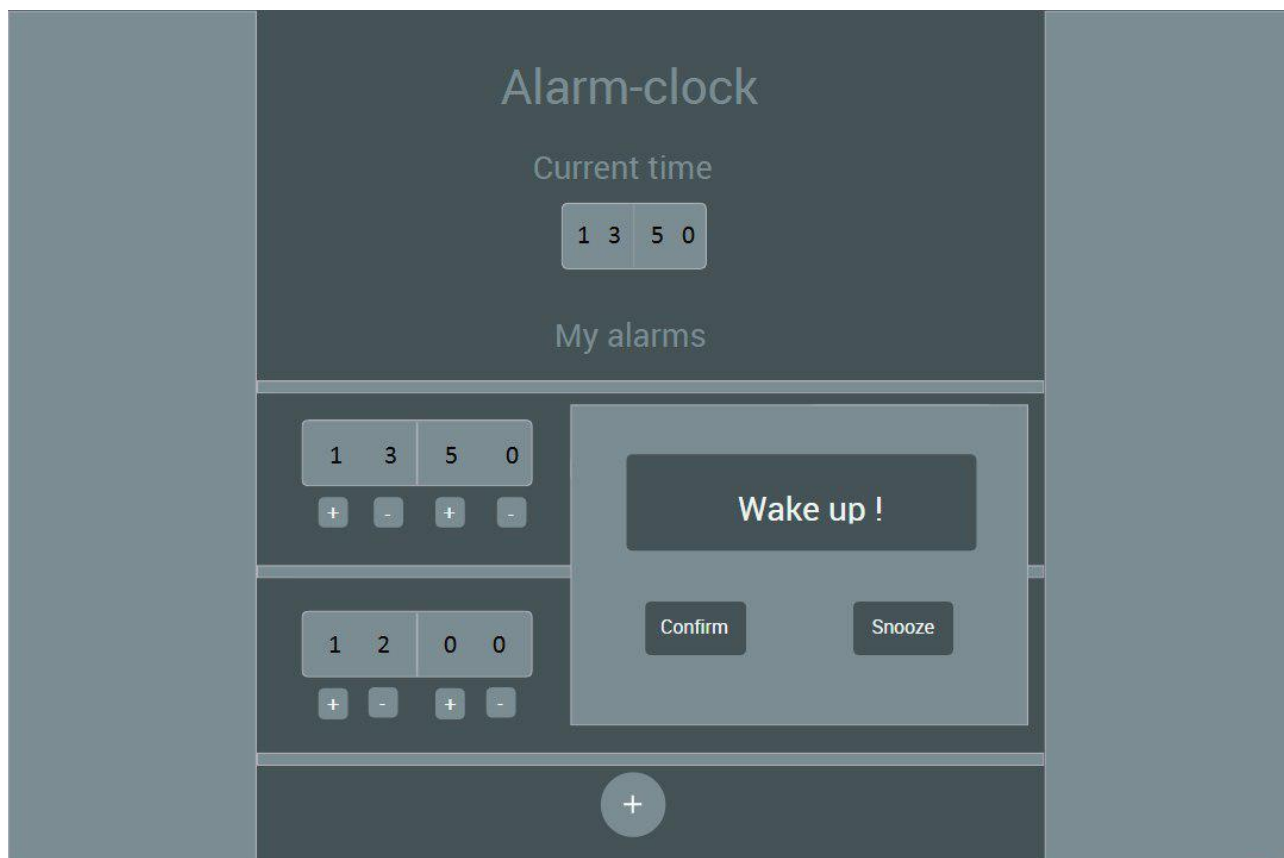 Alarm-clock
Current time
1 3 5 0
My alarms
1 3 5 0
+ - + -
Wake up !
Confirm Snooze
1 2 0 0
+ - + -
+